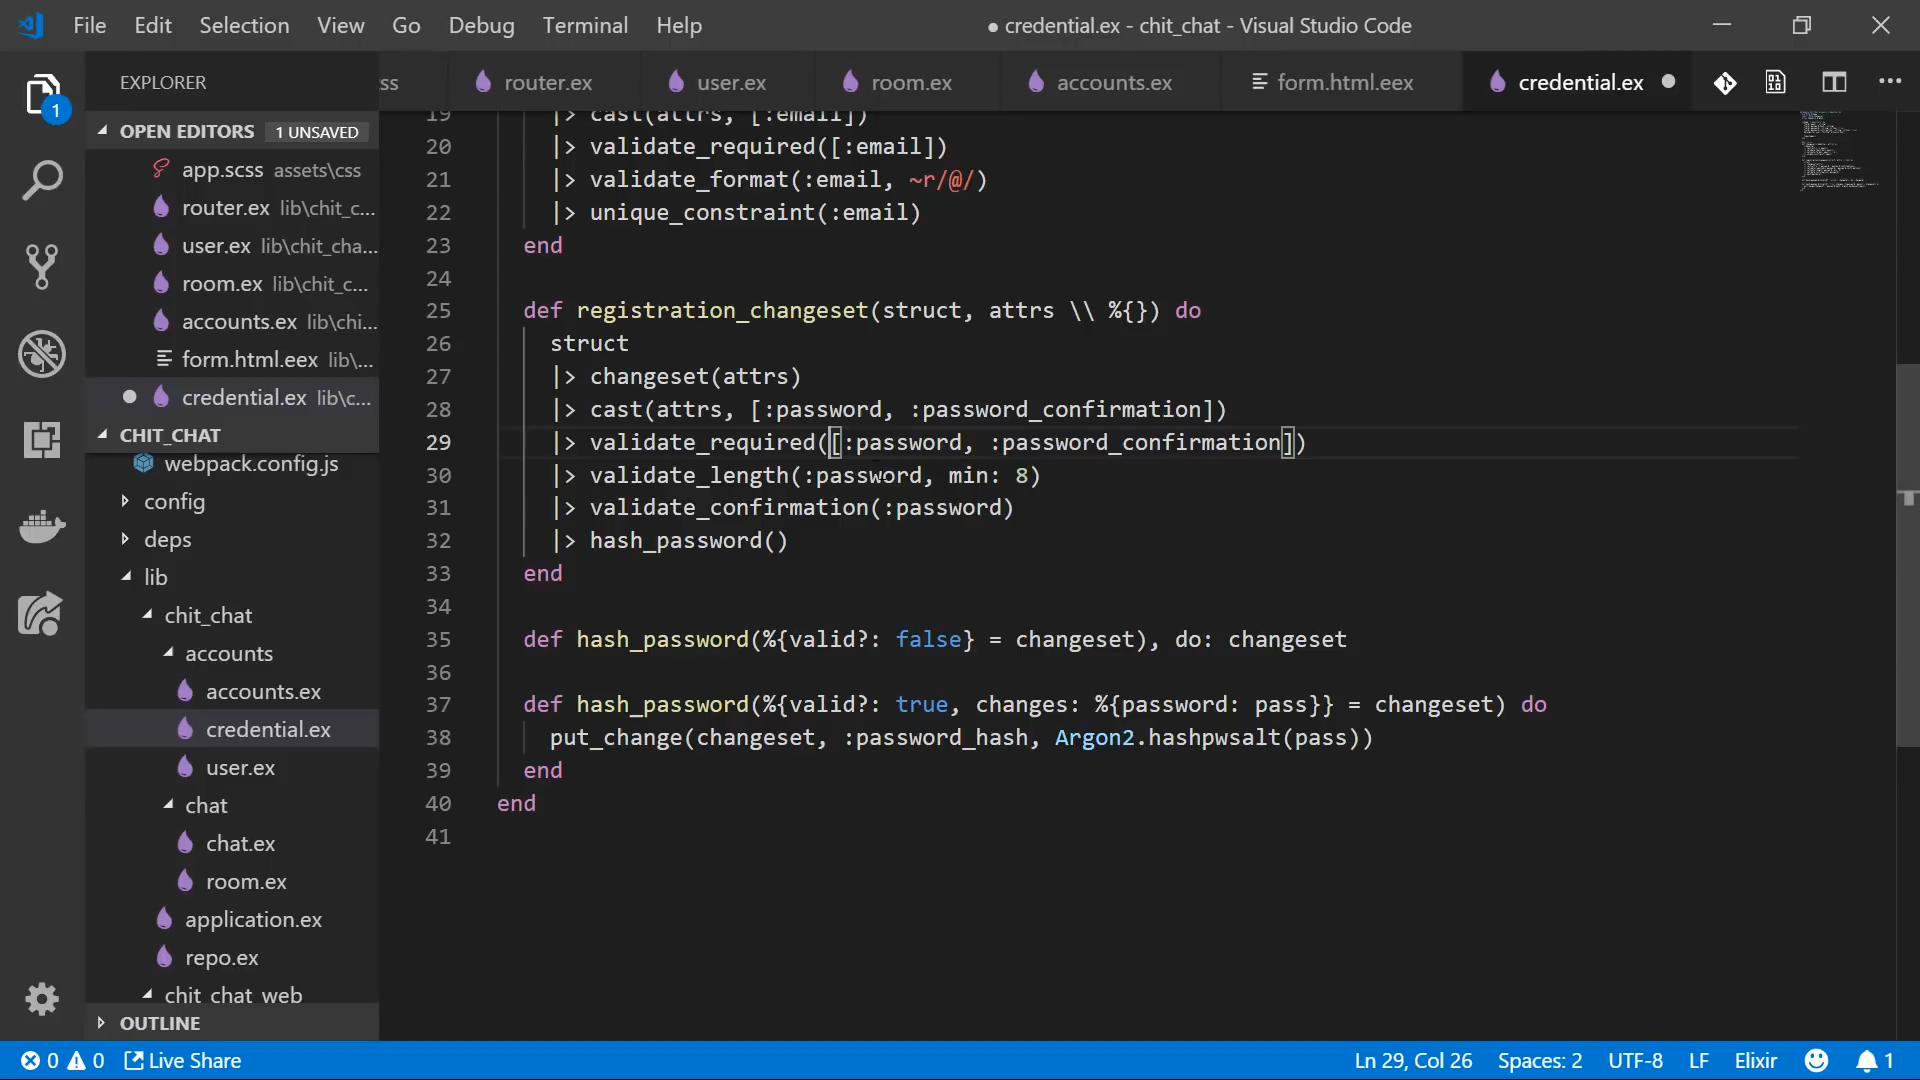 File Edit Selection View Go Debug Terminal Help
● credential.ex - chit_chat - Visual Studio Code
EXPLORER
ss router.ex user.ex room.ex accounts.ex form.html.eex credential.ex
1
OPEN EDITORS 1 UNSAVED
app.scss assets\css
router.ex lib\chit_c...
user.ex lib\chit_cha...
room.ex lib\chit_c...
accounts.ex lib\chi...
form.html.eex lib\...
credential.ex lib\c...
CHIT_CHAT
webpack.config.js
config
deps
lib
chit_chat
accounts
accounts.ex
credential.ex
user.ex
chat
chat.ex
room.ex
application.ex
repo.ex
chit_chat_web
OUTLINE
19 |> cast(attrs, [:email])
20 |> validate_required([:email])
21 |> validate_format(:email, ~r/@/)
22 |> unique_constraint(:email)
23 end
24
25 def registration_changeset(struct, attrs \\ %{}) do
26 struct
27 |> changeset(attrs)
28 |> cast(attrs, [:password, :password_confirmation])
29 |> validate_required([:password, :password_confirmation])
30 |> validate_length(:password, min: 8)
31 |> validate_confirmation(:password)
32 |> hash_password()
33 end
34
35 def hash_password(%{valid?: false} = changeset), do: changeset
36
37 def hash_password(%{valid?: true, changes: %{password: pass}} = changeset) do
38 put_change(changeset, :password_hash, Argon2.hashpwsalt(pass))
39 end
40 end
41
0 0 Live Share
Ln 29, Col 26 Spaces: 2 UTF-8 LF Elixir 1